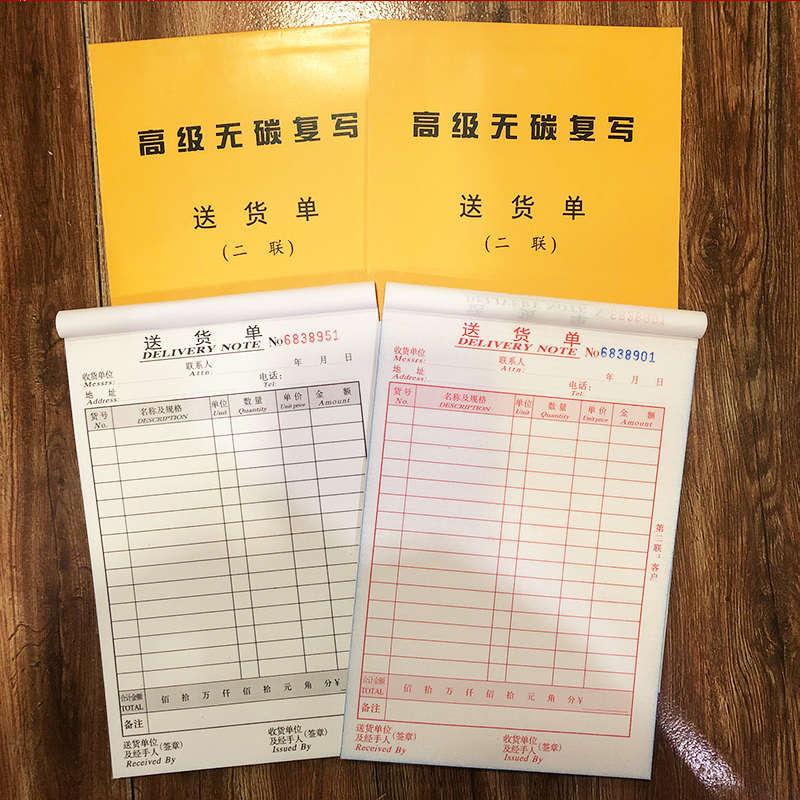 高级无碳复写
送货单
(二联)
高级无碳复写
送货单
(二联)
送货单
DELIVERY NOTE No6838951
收货单位 联系人 年 月 日
Messrs: Attn:
地址 电话:
Address: Tel:
货号 名称及规格 单位 数量 单价 金额
No. DESCRIPTION Unit Quantity Unit price Amount
合计金额 佰 拾 万 仟 佰 拾 元 角 分¥
TOTAL
备注
送货单位 收货单位
及经手人(签章) 及经手人(签章)
Received By Issued By
DELIVERY NOTE
送货单
DELIVERY NOTE No6838901
收货单位 联系人 年 月 日
Messrs: Attn:
地址 电话:
Address: Tel:
货号 名称及规格 单位 数量 单价 金额
No. DESCRIPTION Unit Quantity Unit price Amount
第二联:客户
合计金额 佰 拾 万 仟 佰 拾 元 角 分¥
TOTAL
备注
送货单位 收货单位
及经手人(签章) 及经手人(签章)
Received By Issued By